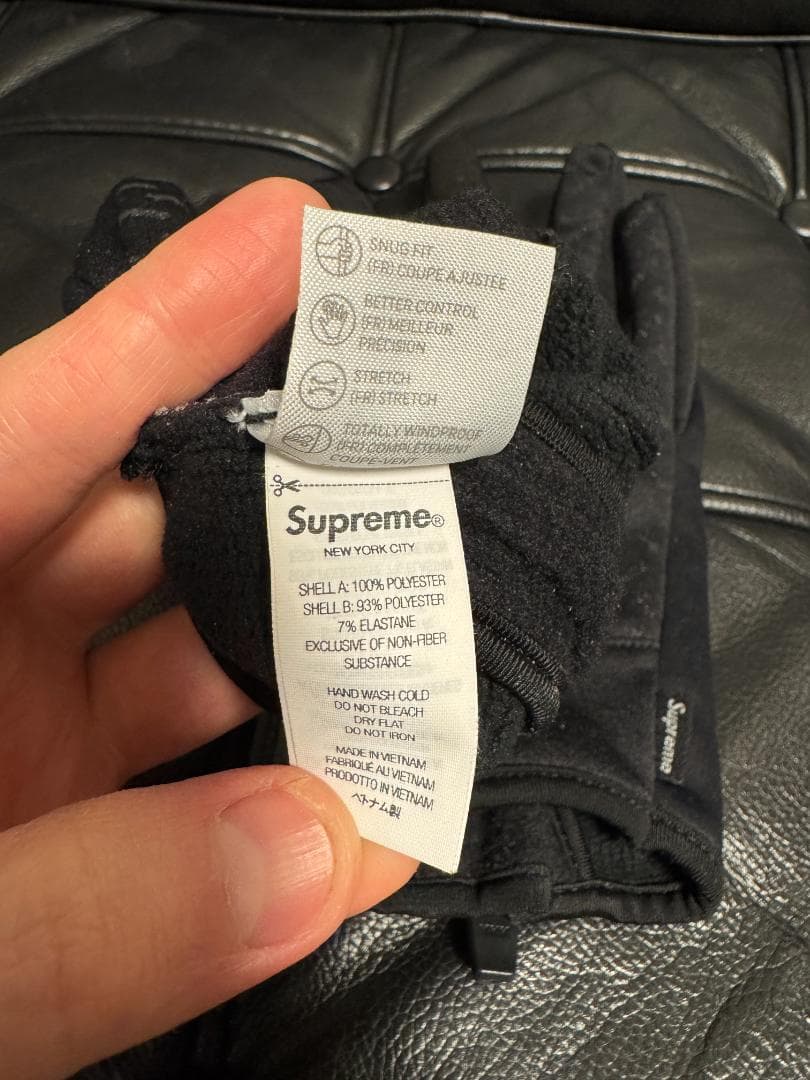 SNUG FIT
(FR) COUPE AJUSTÉE
BETTER CONTROL
(FR) MEILLEUR
PRÉCISION
STRETCH
(FR) STRETCH
TOTALLY WINDPROOF
(FR) COMPLÈTEMENT
COUPE-VENT
Supreme®
NEW YORK CITY
SHELL A: 100% POLYESTER
SHELL B: 93% POLYESTER
7% ELASTANE
EXCLUSIVE OF NON-FIBER
SUBSTANCE
HAND WASH COLD
DO NOT BLEACH
DRY FLAT
DO NOT IRON
MADE IN VIETNAM
FABRIQUÉ AU VIETNAM
PRODOTTO IN VIETNAM
ベトナム製
Supreme